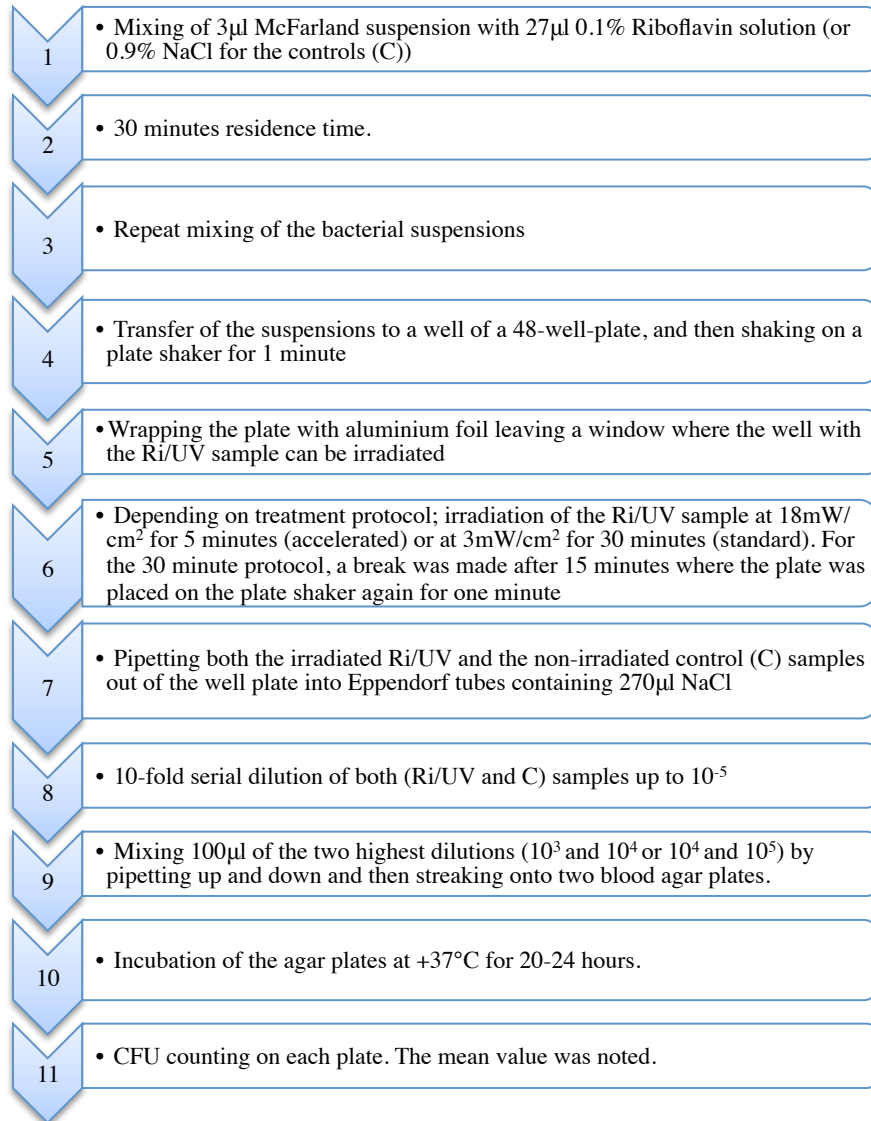 1
• Mixing of 3µl McFarland suspension with 27µl 0.1% Riboflavin solution (or
0.9% NaCl for the controls (C))
2
• 30 minutes residence time.
3
• Repeat mixing of the bacterial suspensions
4
• Transfer of the suspensions to a well of a 48-well-plate, and then shaking on a
plate shaker for 1 minute
5
• Wrapping the plate with aluminium foil leaving a window where the well with
the Ri/UV sample can be irradiated
6
• Depending on treatment protocol; irradiation of the Ri/UV sample at 18mW/
cm² for 5 minutes (accelerated) or at 3mW/cm² for 30 minutes (standard). For
the 30 minute protocol, a break was made after 15 minutes where the plate was
placed on the plate shaker again for one minute
7
• Pipetting both the irradiated Ri/UV and the non-irradiated control (C) samples
out of the well plate into Eppendorf tubes containing 270µl NaCl
8
• 10-fold serial dilution of both (Ri/UV and C) samples up to 10⁻⁵
9
• Mixing 100µl of the two highest dilutions (10³ and 10⁴ or 10⁴ and 10⁵) by
pipetting up and down and then streaking onto two blood agar plates.
10
• Incubation of the agar plates at +37°C for 20-24 hours.
11
• CFU counting on each plate. The mean value was noted.